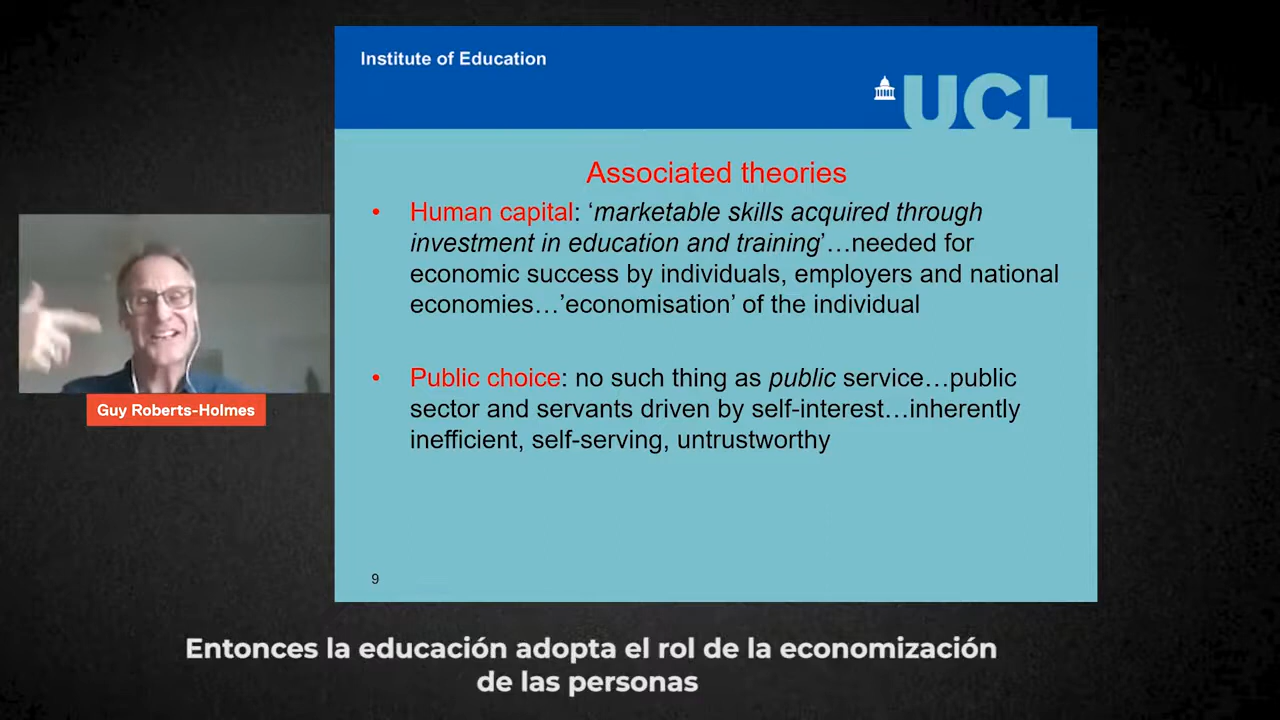 Institute of Education
UCL
Associated theories
• Human capital: ‘marketable skills acquired through
investment in education and training’…needed for
economic success by individuals, employers and national
economies…’economisation’ of the individual
• Public choice: no such thing as public service…public
sector and servants driven by self-interest…inherently
inefficient, self-serving, untrustworthy
9
Guy Roberts-Holmes
Entonces la educación adopta el rol de la economización
de las personas